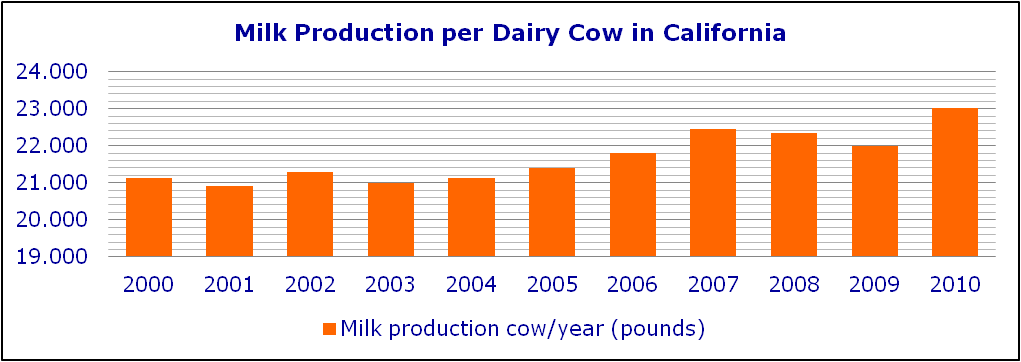 Milk Production per Dairy Cow in California
24.000
23.000
22.000
21.000
20.000
19.000
2000 2001 2002 2003 2004 2005 2006 2007 2008 2009 2010
Milk production cow/year (pounds)